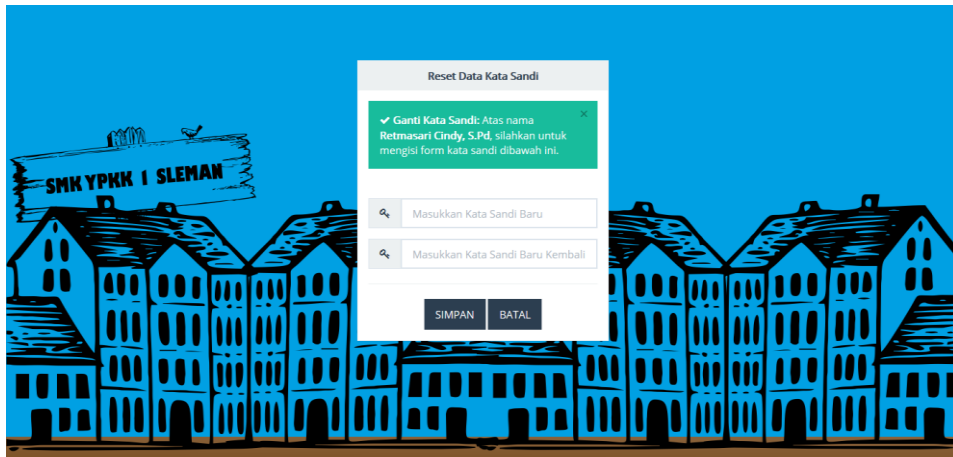 Reset Data Kata Sandi
✔ Ganti Kata Sandi: Atas nama ×
Retmasari Cindy, S.Pd, silahkan untuk
mengisi form kata sandi dibawah ini.
SMK YPKK 1 SLEMAN
Masukkan Kata Sandi Baru
Masukkan Kata Sandi Baru Kembali
SIMPAN BATAL